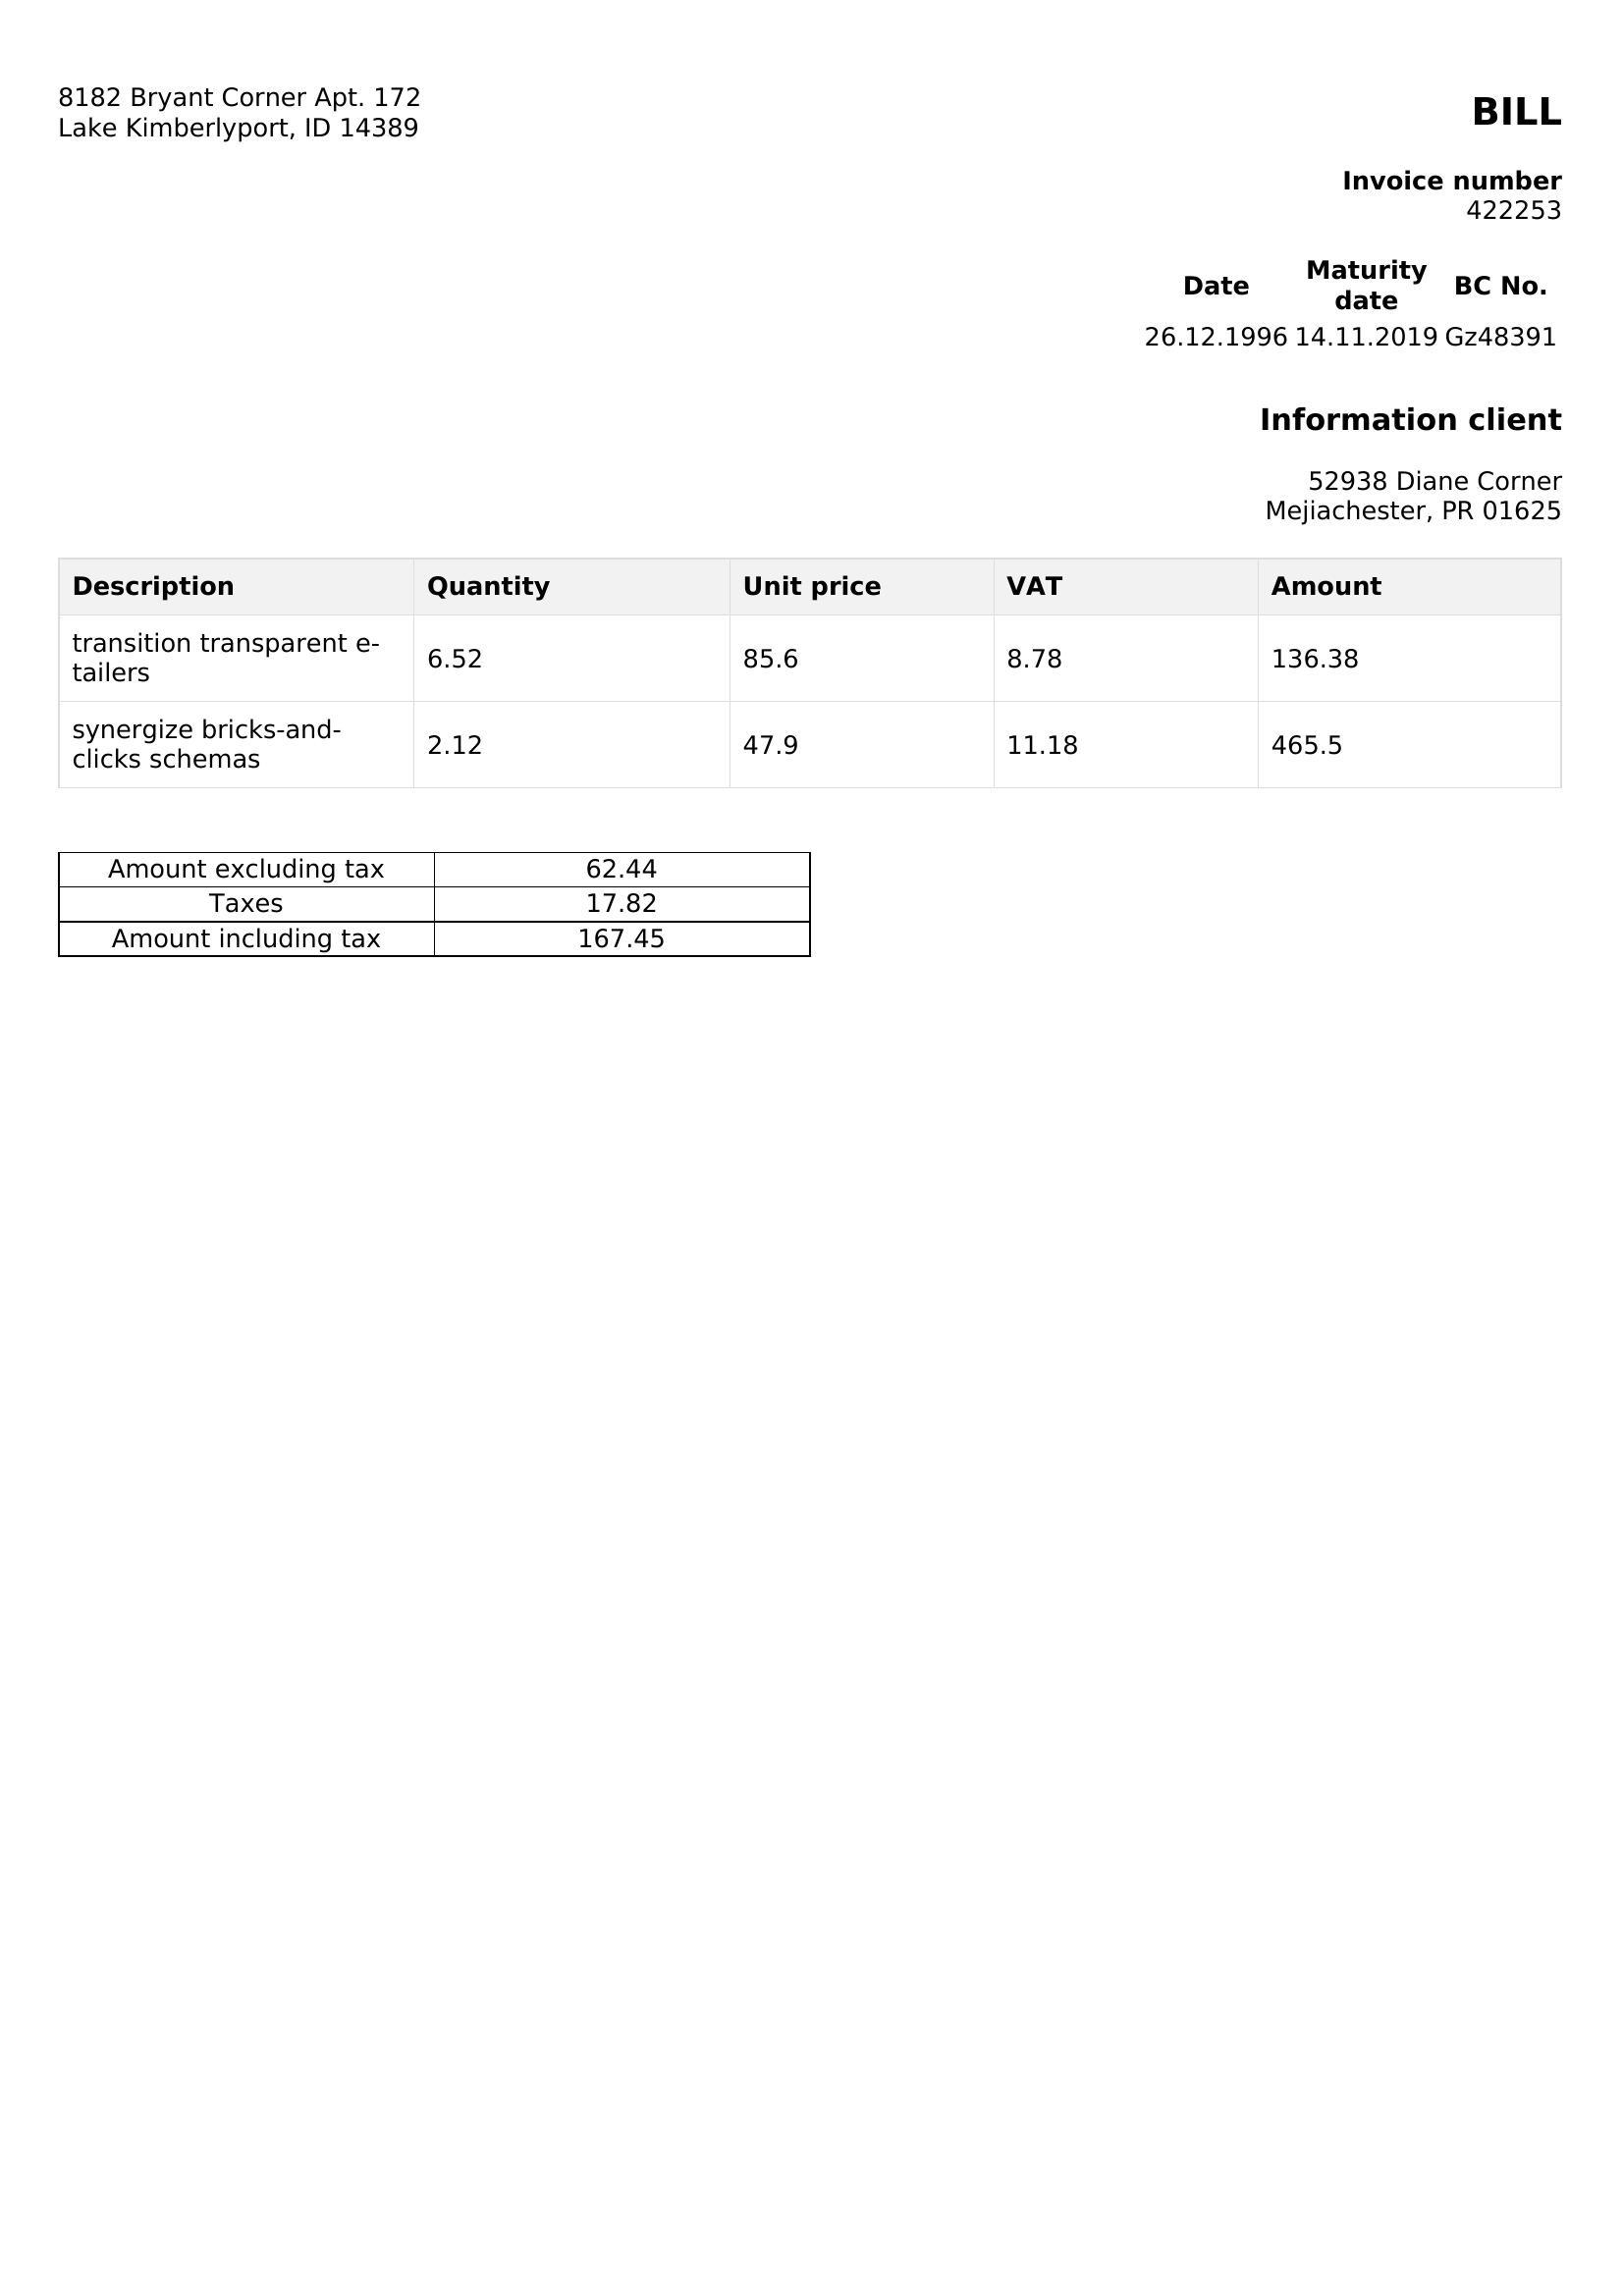 8182 Bryant Corner Apt. 172
Lake Kimberlyport, ID 14389
BILL
Invoice number
422253
Date Maturity date BC No.
26.12.1996 14.11.2019 Gz48391
Information client
52938 Diane Corner
Mejiachester, PR 01625
Description Quantity Unit price VAT Amount
transition transparent e-
tailers 6.52 85.6 8.78 136.38
synergize bricks-and-
clicks schemas 2.12 47.9 11.18 465.5
Amount excluding tax 62.44
Taxes 17.82
Amount including tax 167.45